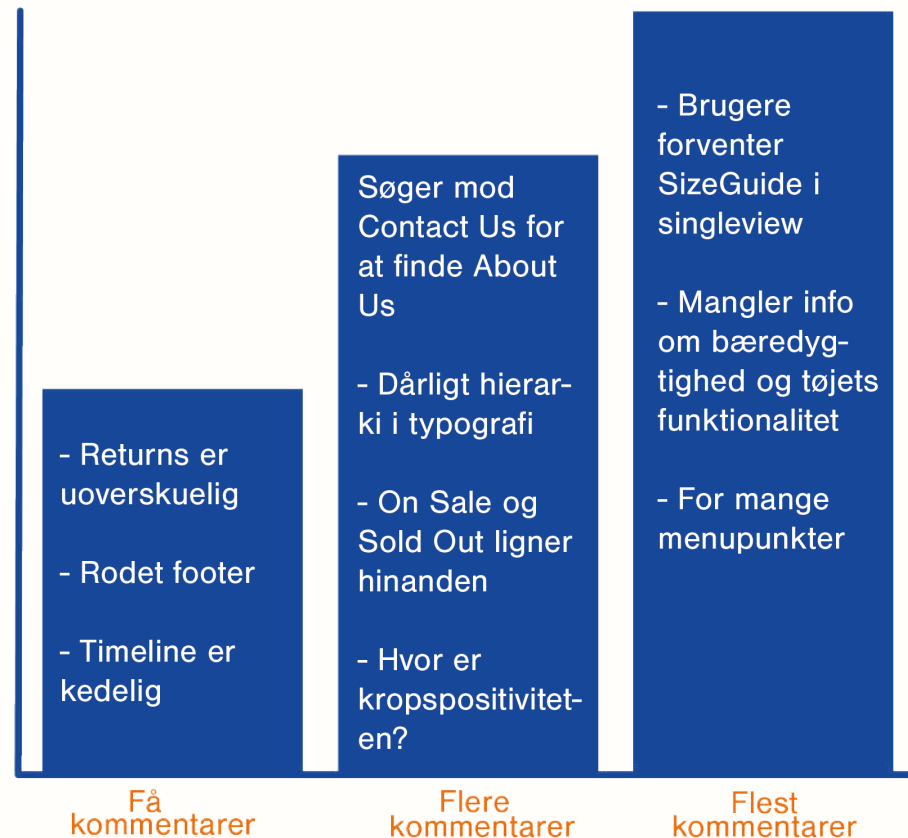 - Returns er
uoverskuelig
- Rodet footer
- Timeline er
kedelig
Få
kommentarer
Søger mod
Contact Us for
at finde About
Us
- Dårligt hierar-
ki i typografi
- On Sale og
Sold Out ligner
hinanden
- Hvor er
kropspositivitet-
en?
Flere
kommentarer
- Brugere
forventer
SizeGuide i
singleview
- Mangler info
om bæredyg-
tighed og tøjets
funktionalitet
- For mange
menupunkter
Flest
kommentarer